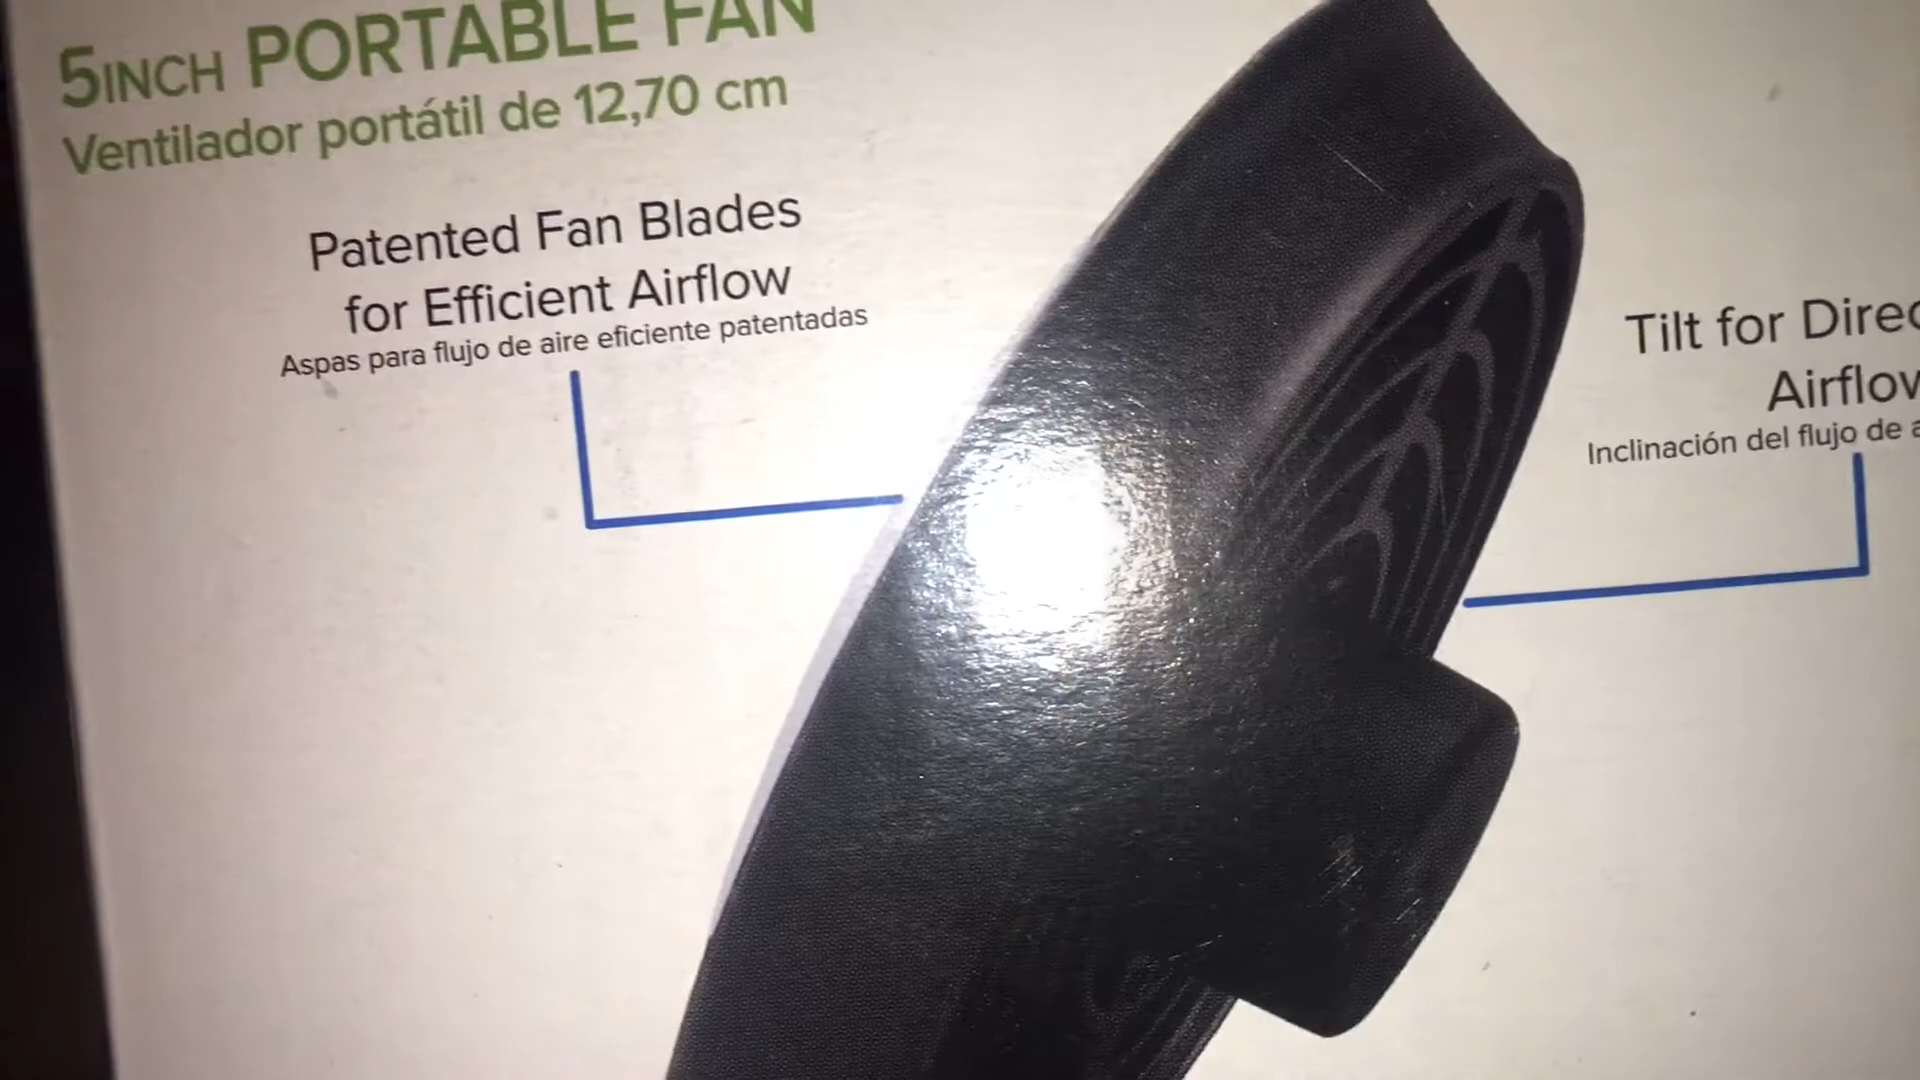 5INCH PORTABLE FAN
Ventilador portátil de 12,70 cm
Patented Fan Blades
for Efficient Airflow
Aspas para flujo de aire eficiente patentadas
Tilt for
Airflow
Inclinación del flujo de